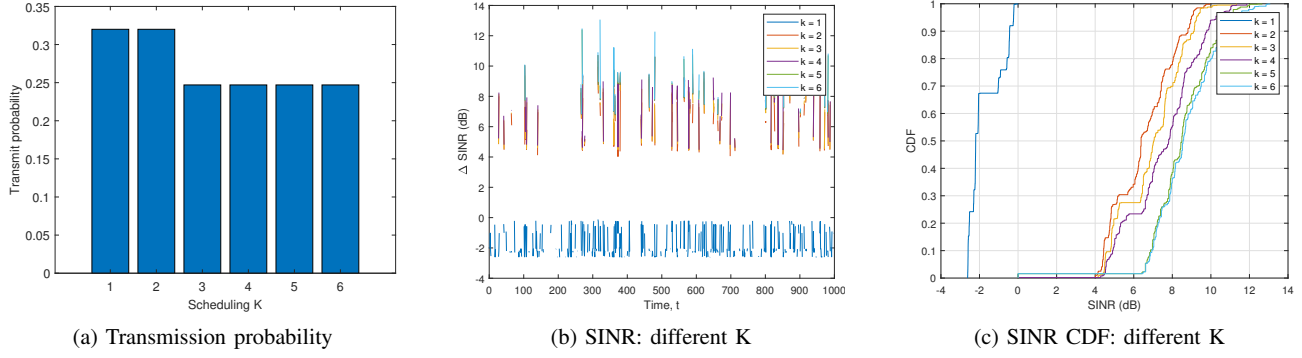 0.35
0.3
0.25
0.2
0.15
0.1
0.05
0
Transmit probability
1 2 3 4 5 6
Scheduling K
(a) Transmission probability
14
12
10
8
6
4
2
0
-2
-4
Δ SINR (dB)
k = 1
k = 2
k = 3
k = 4
k = 5
k = 6
0 100 200 300 400 500 600 700 800 900 1000
Time, t
(b) SINR: different K
1
0.9
0.8
0.7
0.6
0.5
0.4
0.3
0.2
0.1
0
CDF
k = 1
k = 2
k = 3
k = 4
k = 5
k = 6
-4 -2 0 2 4 6 8 10 12 14
SINR (dB)
(c) SINR CDF: different K